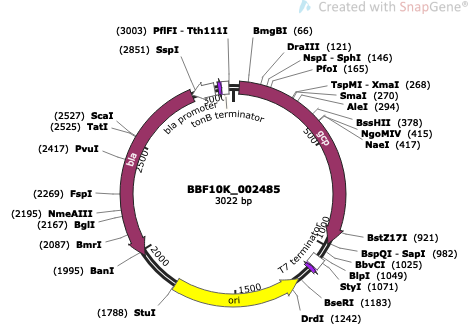 Created with SnapGene®
(3003) PflFI - Tth111I
BmgBI (66)
(2851) SspI
DraIII (121)
NspI - SphI (146)
PfoI (165)
TspMI - XmaI (268)
SmaI (270)
AleI (294)
BssHII (378)
NgoMIV (415)
NaeI (417)
(2527) ScaI
(2525) TatI
(2417) PvuI
(2269) FspI
(2195) NmeAIII
(2167) BglI
(2087) BmrI
(1995) BanI
(1788) StuI
BstZ17I (921)
BspQI - SapI (982)
BbvCI (1025)
BlpI (1049)
StyI (1071)
BseRI (1183)
DrdI (1242)
bla promoter
tonB terminator
3000
500
1000
1500
2000
2500
bla
gcp
T7 terminator
ori
BBF10K_002485
3022 bp